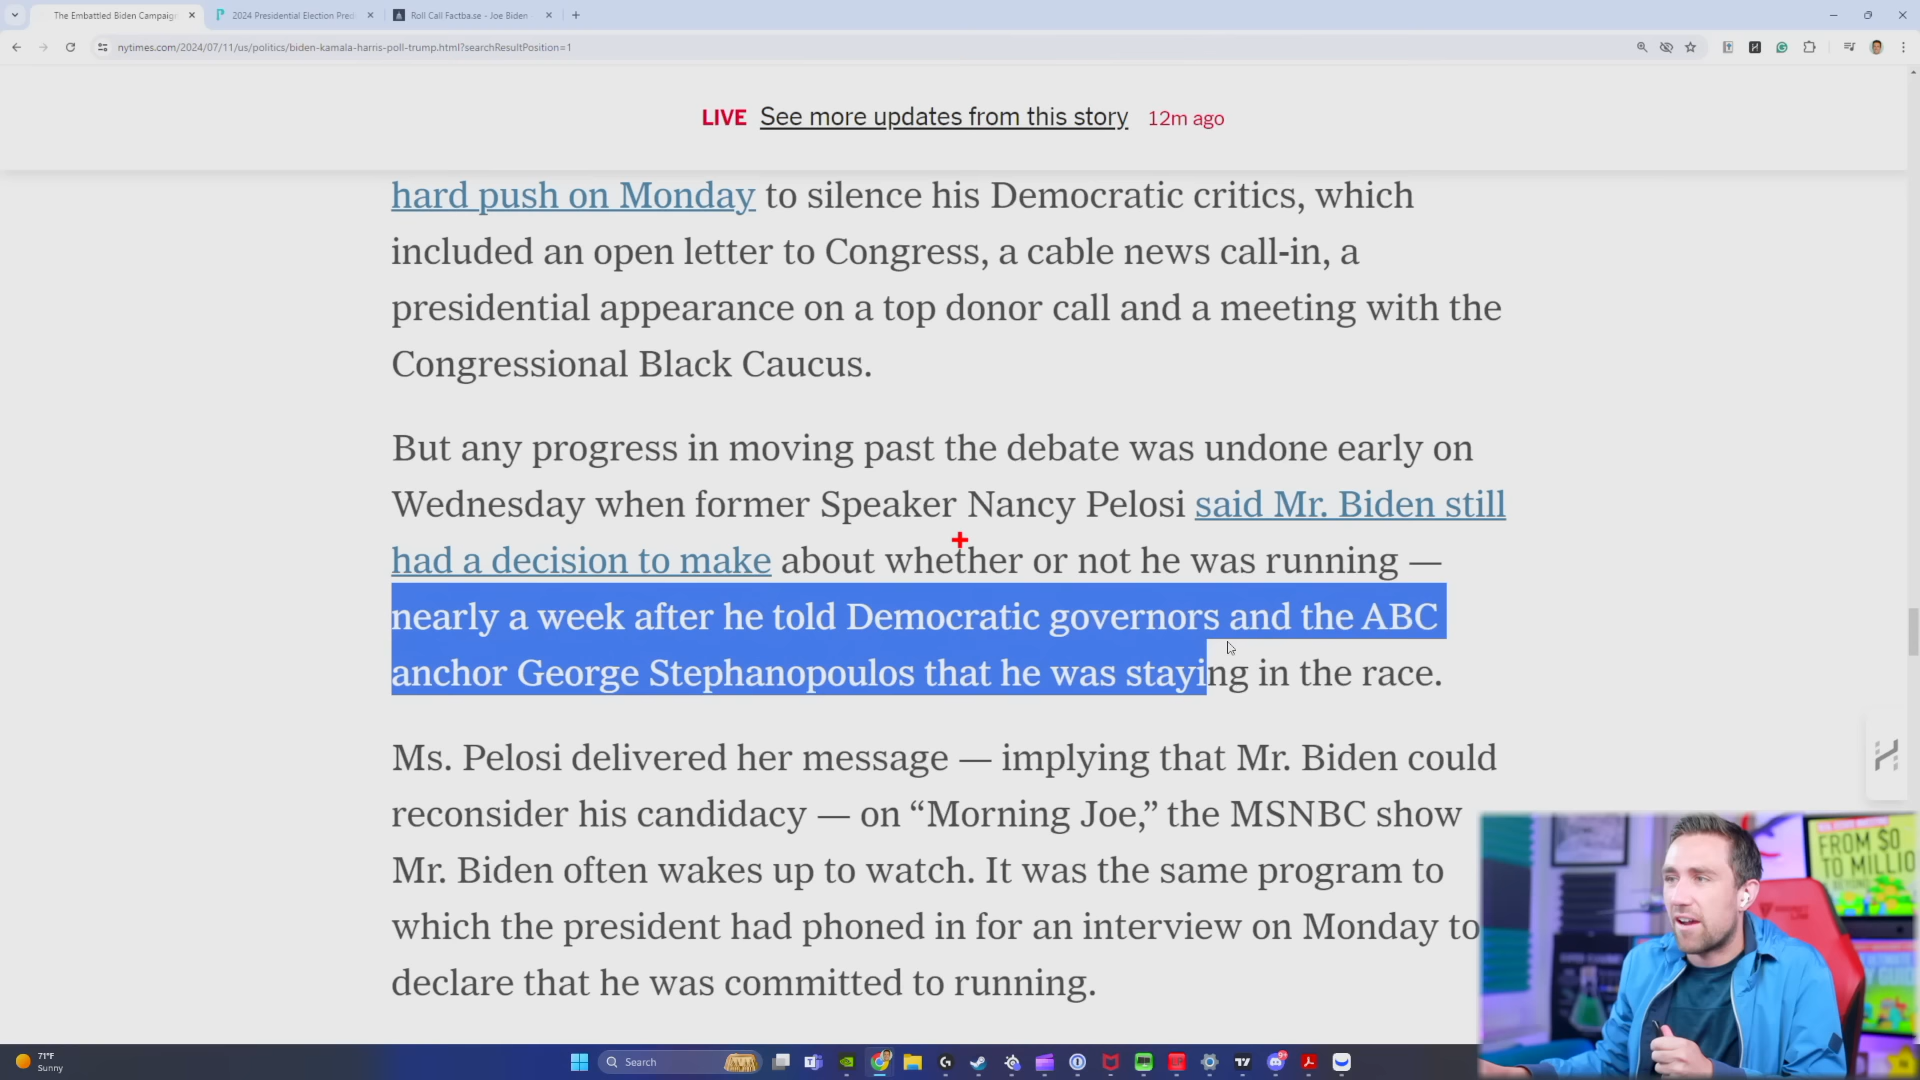 The Embattled Biden Campaign
2024 Presidential Election Pred
Roll Call Factba.se - Joe Biden
nytimes.com/2024/07/11/us/politics/biden-kamala-harris-poll-trump.html?searchResultPosition=1
LIVE See more updates from this story 12m ago
hard push on Monday to silence his Democratic critics, which
included an open letter to Congress, a cable news call-in, a
presidential appearance on a top donor call and a meeting with the
Congressional Black Caucus.
But any progress in moving past the debate was undone early on
Wednesday when former Speaker Nancy Pelosi said Mr. Biden still
had a decision to make about whether or not he was running —
nearly a week after he told Democratic governors and the ABC
anchor George Stephanopoulos that he was staying in the race.
Ms. Pelosi delivered her message — implying that Mr. Biden could
reconsider his candidacy — on “Morning Joe,” the MSNBC show
Mr. Biden often wakes up to watch. It was the same program to
which the president had phoned in for an interview on Monday to
declare that he was committed to running.
FROM $0
TO MILLIO
71°F
Sunny
Search